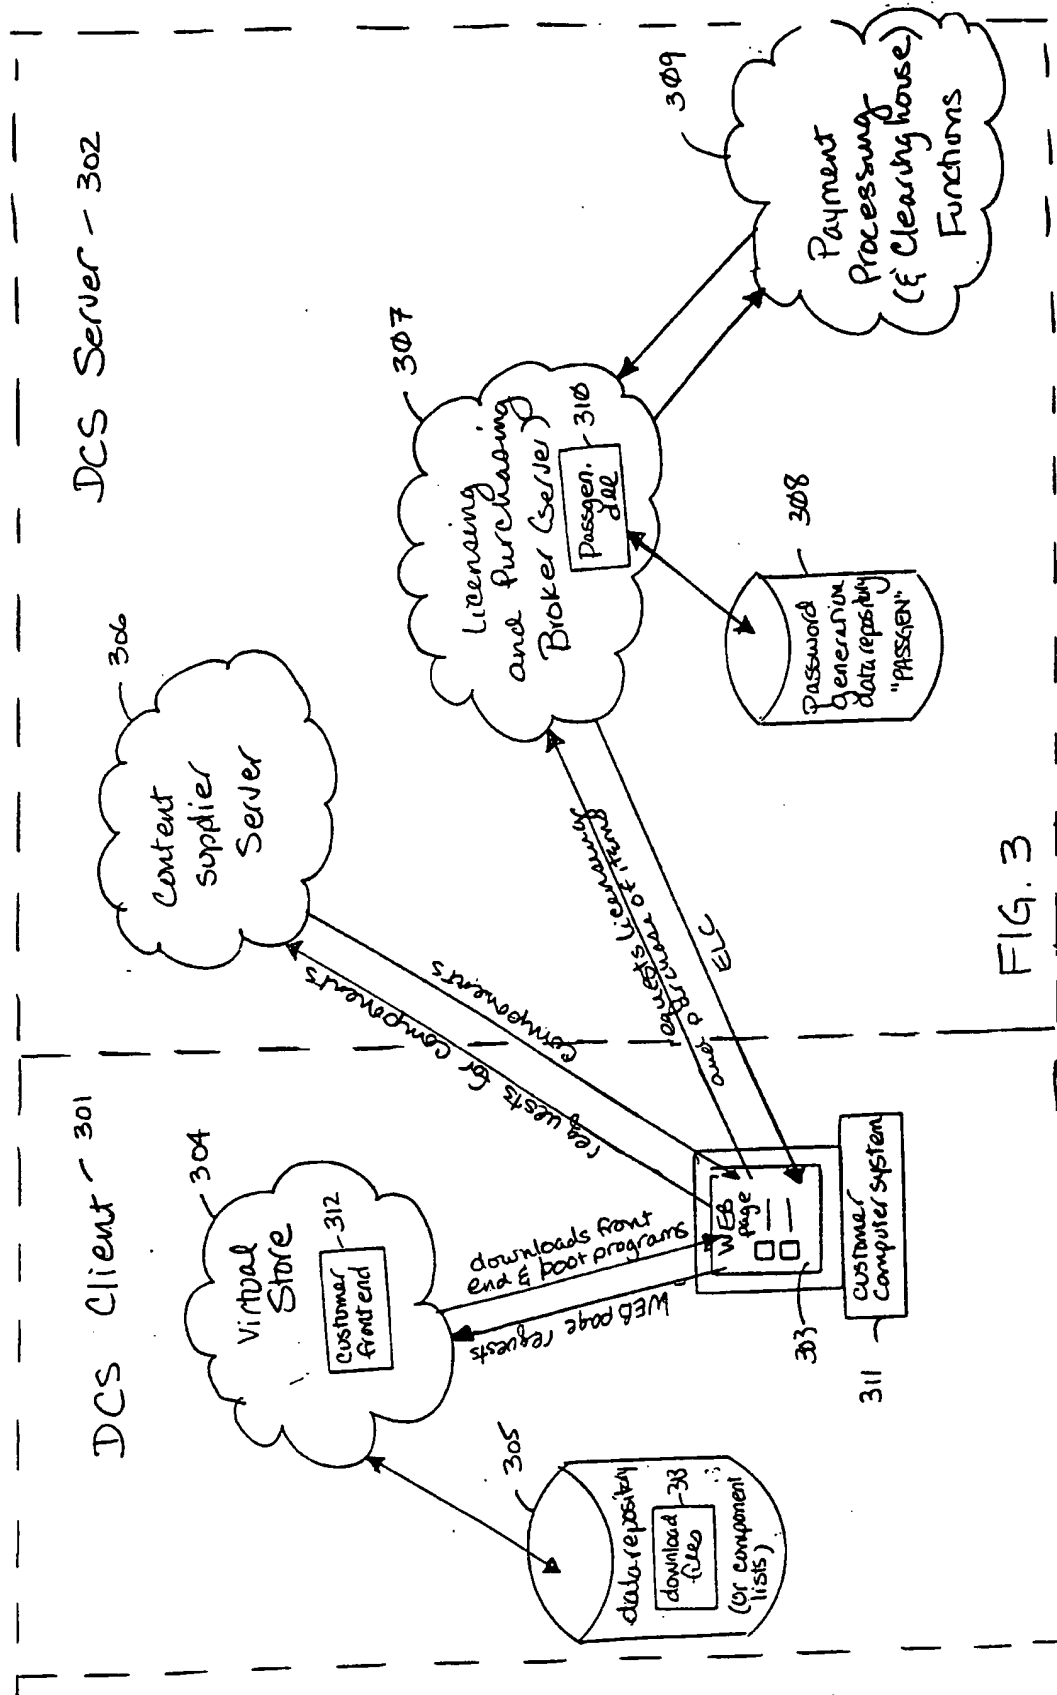 DCS Client
301
DCS Server - 302
Virtual
Store
304
customer
frontend
312
data repository
download
files
313
(or component
lists)
305
WEB page requests
downloads front
end & boot programs
WEB
page
303
customer
computer system
311
requests for components
components
Content
supplier
Server
306
requests licensing
and purchase of items
ELC
Licensing
and Purchasing
Broker (server)
307
Passgen.
dll
310
Password
generation
data repository
"PASSGEN"
308
Payment
Processing
(& Clearing house)
Functions
309
FIG. 3